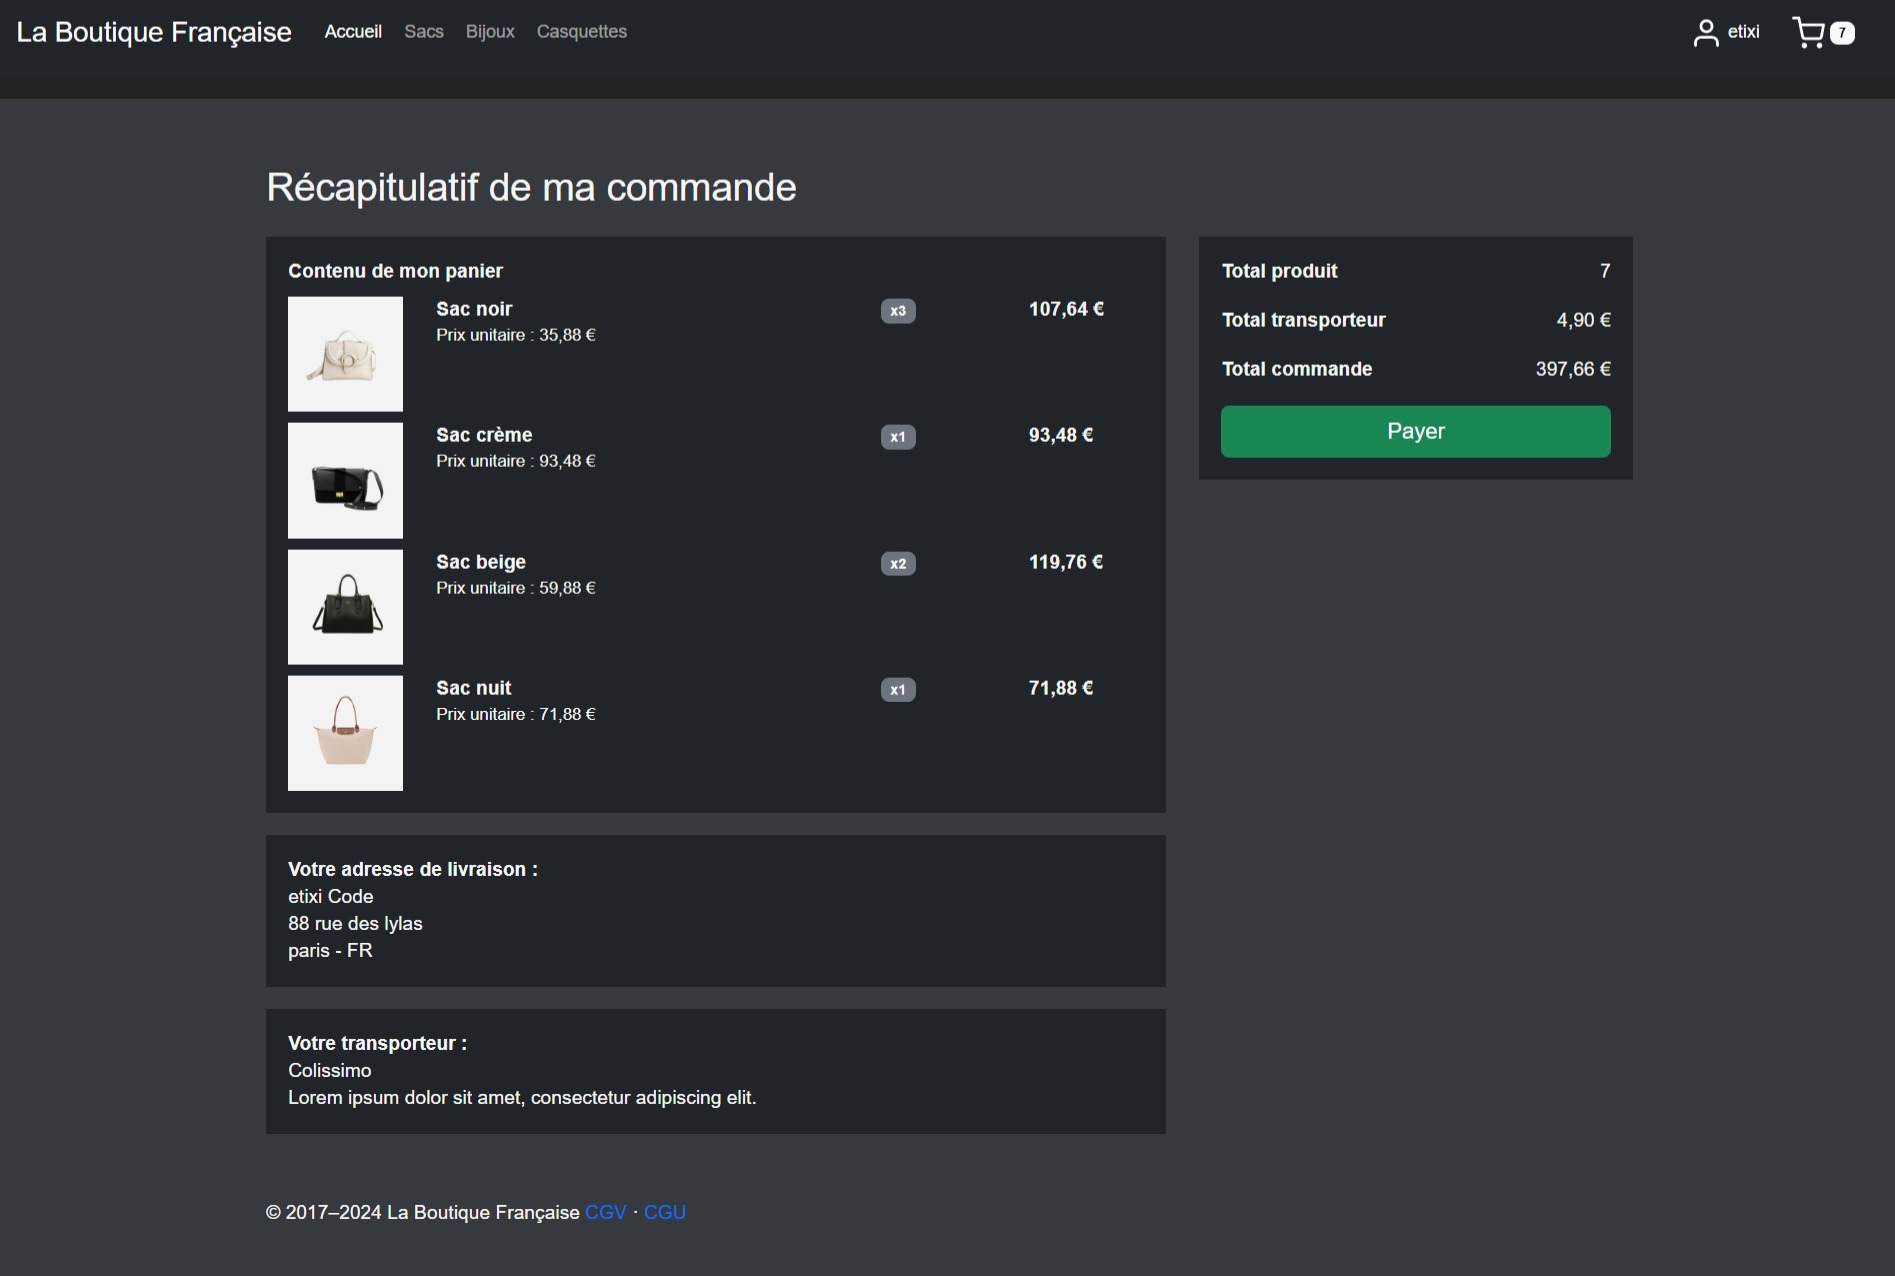 La Boutique Française Accueil Sacs Bijoux Casquettes etixi 7
Récapitulatif de ma commande
Contenu de mon panier
Sac noir x3 107,64 €
Prix unitaire : 35,88 €
Sac crème x1 93,48 €
Prix unitaire : 93,48 €
Sac beige x2 119,76 €
Prix unitaire : 59,88 €
Sac nuit x1 71,88 €
Prix unitaire : 71,88 €
Total produit 7
Total transporteur 4,90 €
Total commande 397,66 €
Payer
Votre adresse de livraison :
etixi Code
88 rue des lylas
paris - FR
Votre transporteur :
Colissimo
Lorem ipsum dolor sit amet, consectetur adipiscing elit.
© 2017–2024 La Boutique Française CGV · CGU